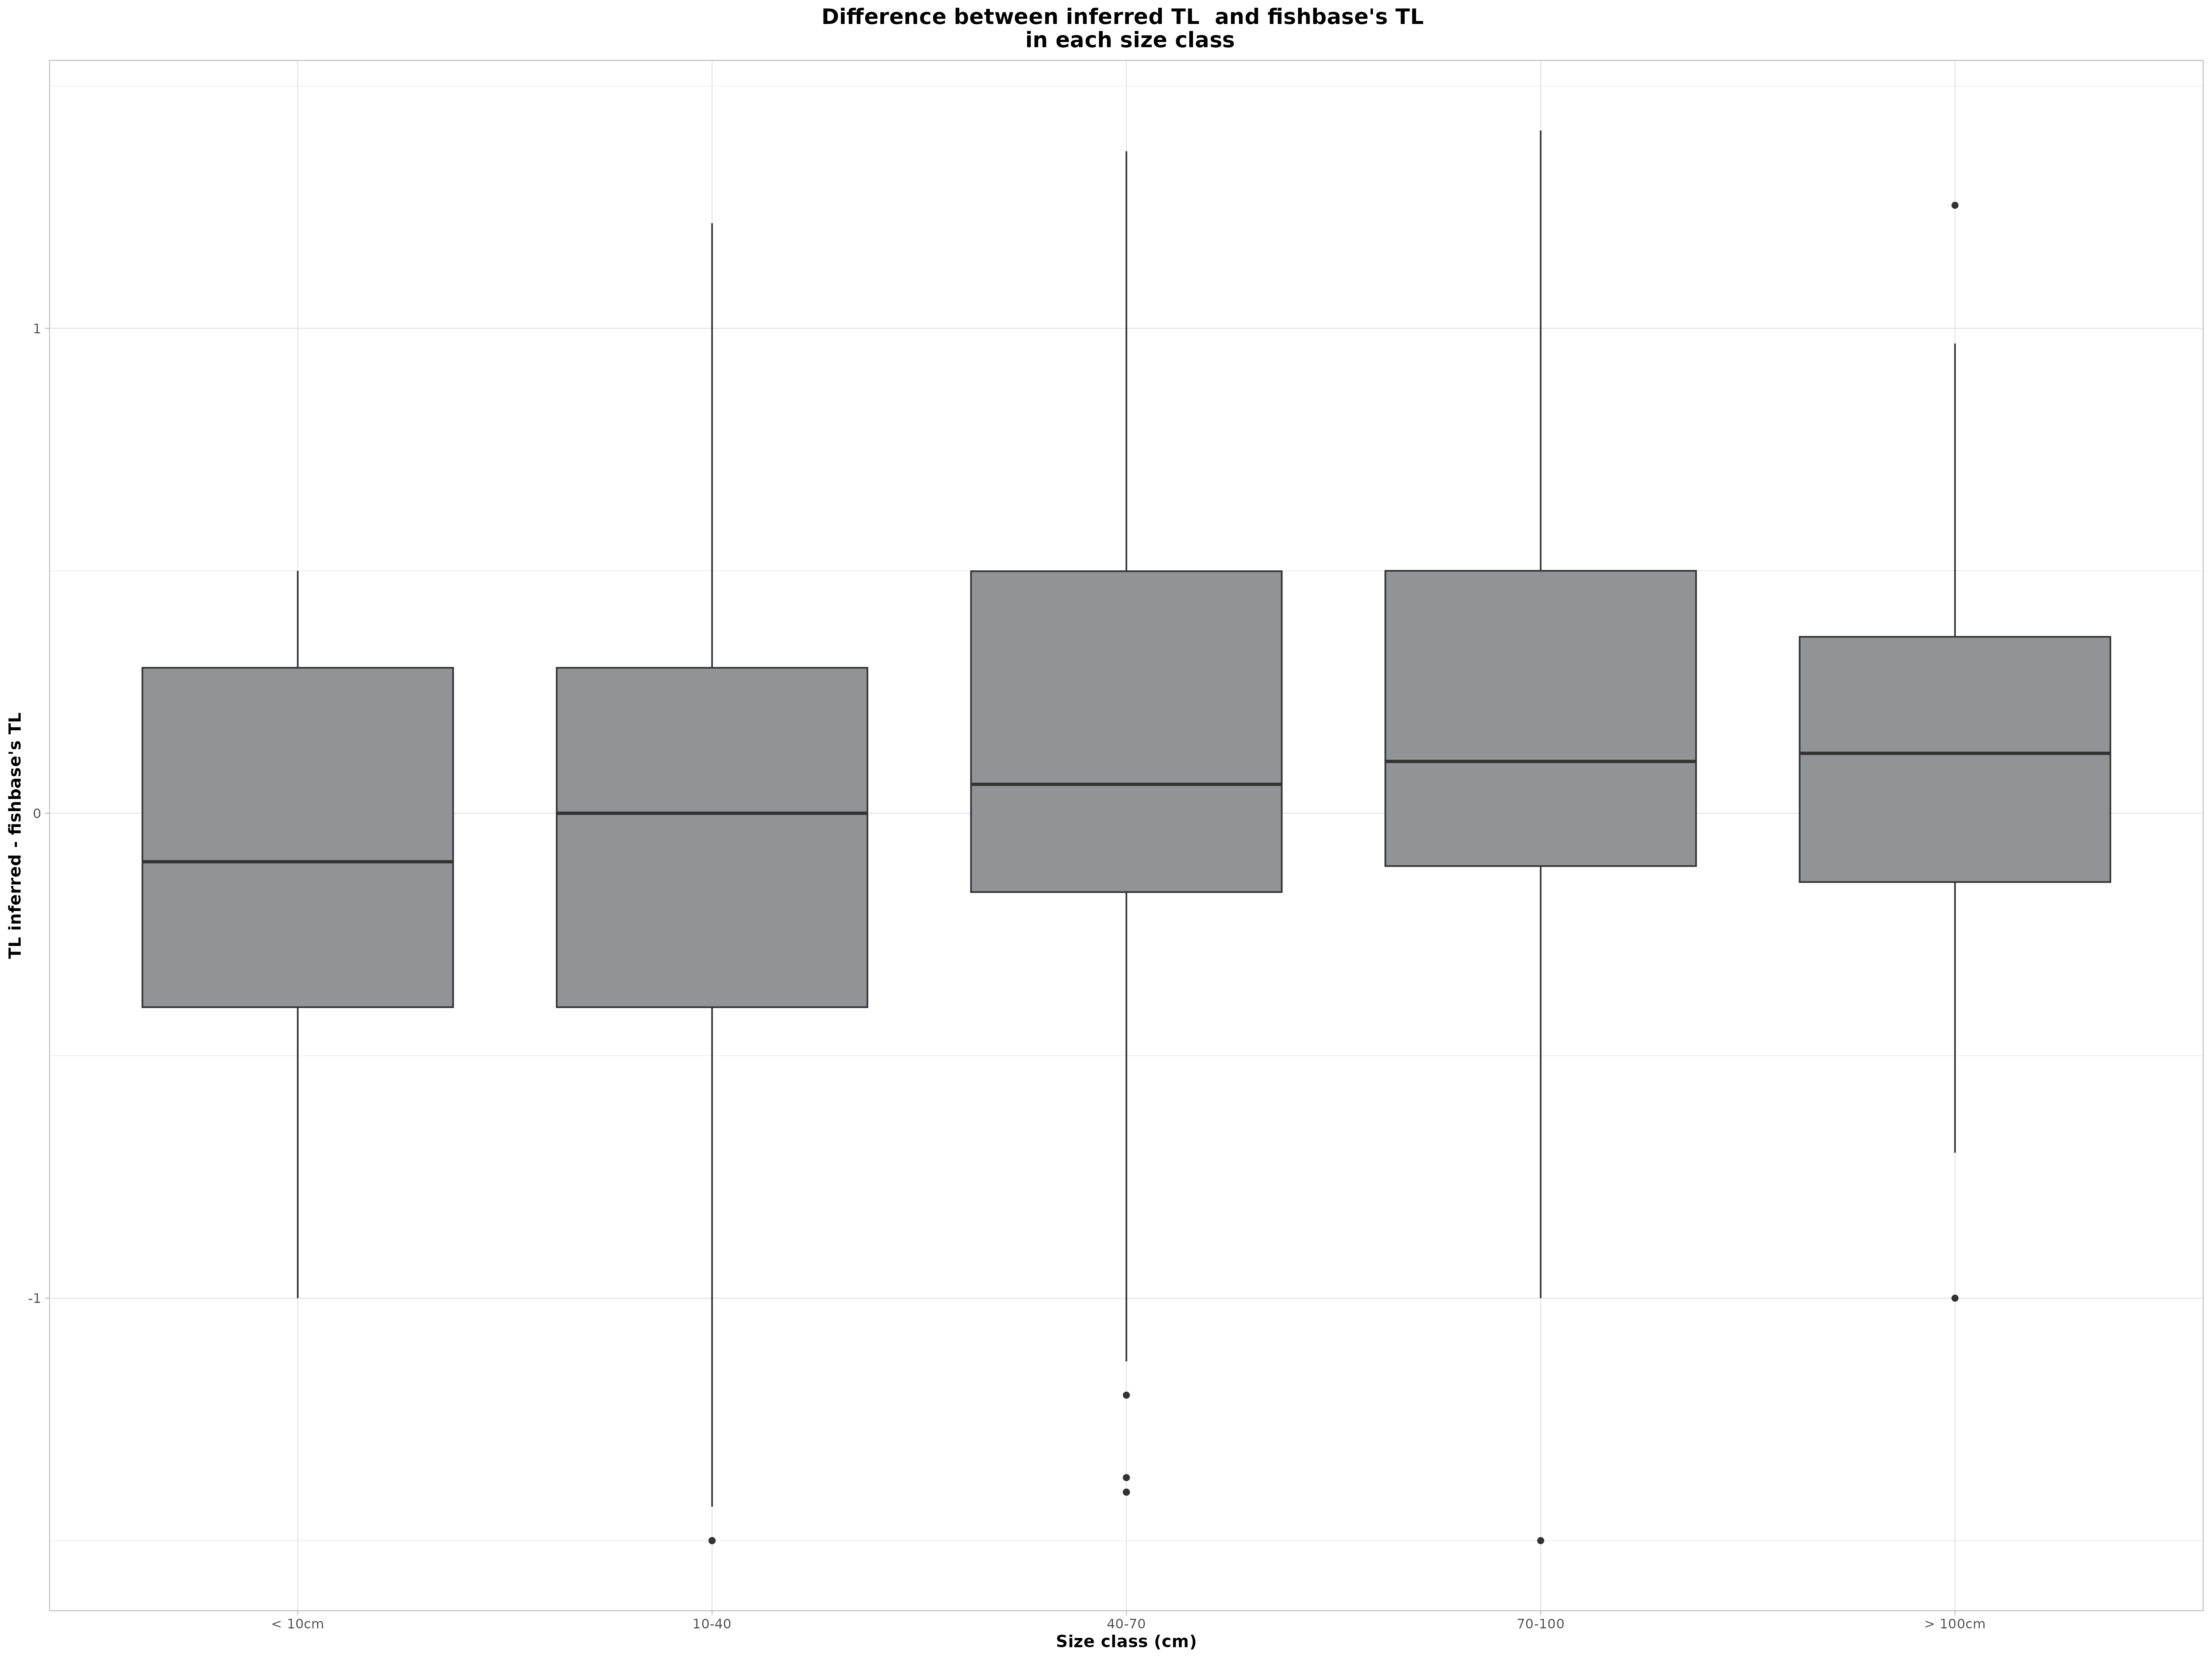 Difference between inferred TL  and fishbase's TL
in each size class
TL inferred - fishbase's TL
1
0
-1
< 10cm
10-40
40-70
70-100
> 100cm
Size class (cm)